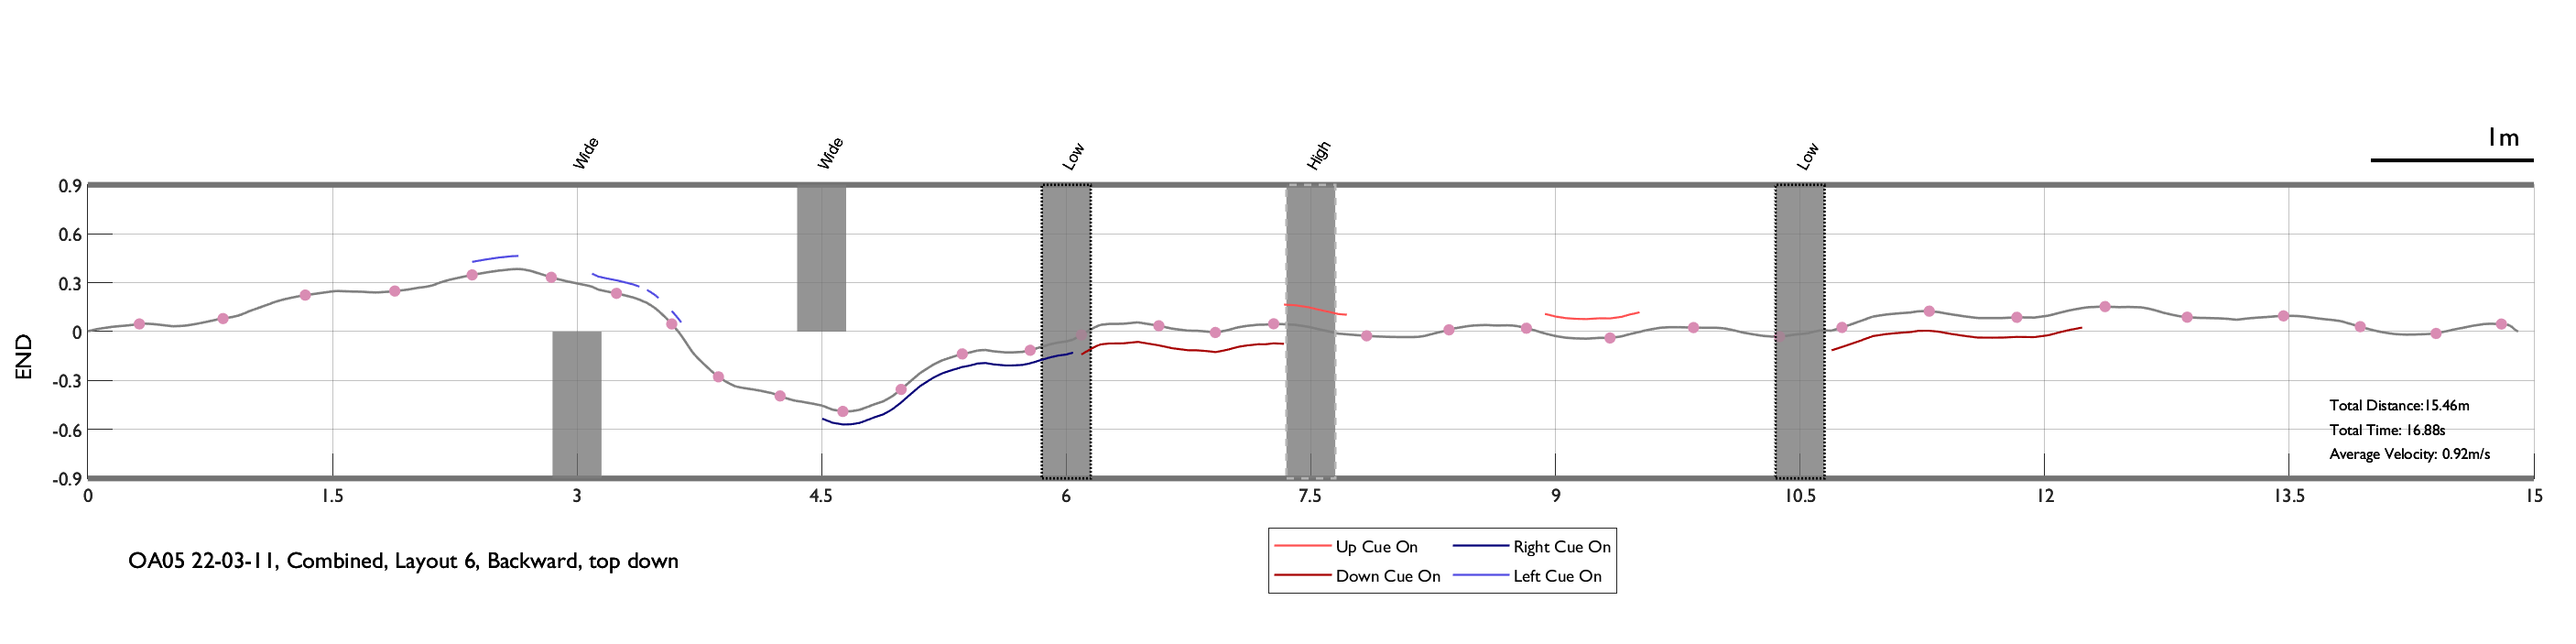 1m
Wide
Wide
Low
High
Low
0.9
0.6
0.3
0
-0.3
-0.6
-0.9
END
0
1.5
3
4.5
6
7.5
9
10.5
12
13.5
15
Total Distance:15.46m
Total Time: 16.88s
Average Velocity: 0.92m/s
Up Cue On
Right Cue On
Down Cue On
Left Cue On
OA05 22-03-11, Combined, Layout 6, Backward, top down